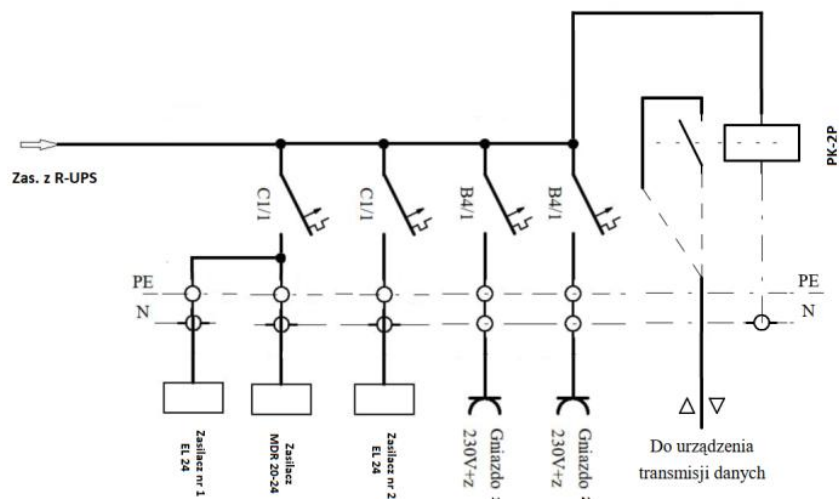 PK-2P
Zas. z R-UPS
C1/1
C1/1
B4/1
B4/1
PE
PE
N
N
Zasilacz nr 1
EL 24
Zasilacz
MDR 20-24
Zasilacz nr 2
EL 24
Gniazdo
230V+z
Gniazdo
230V+z
Do urządzenia
transmisji danych